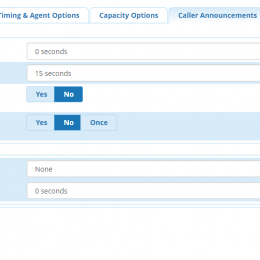 Timing & Agent Options Capacity Options Caller Announcements
0 seconds
15 seconds
Yes No
Yes No Once
None
0 seconds